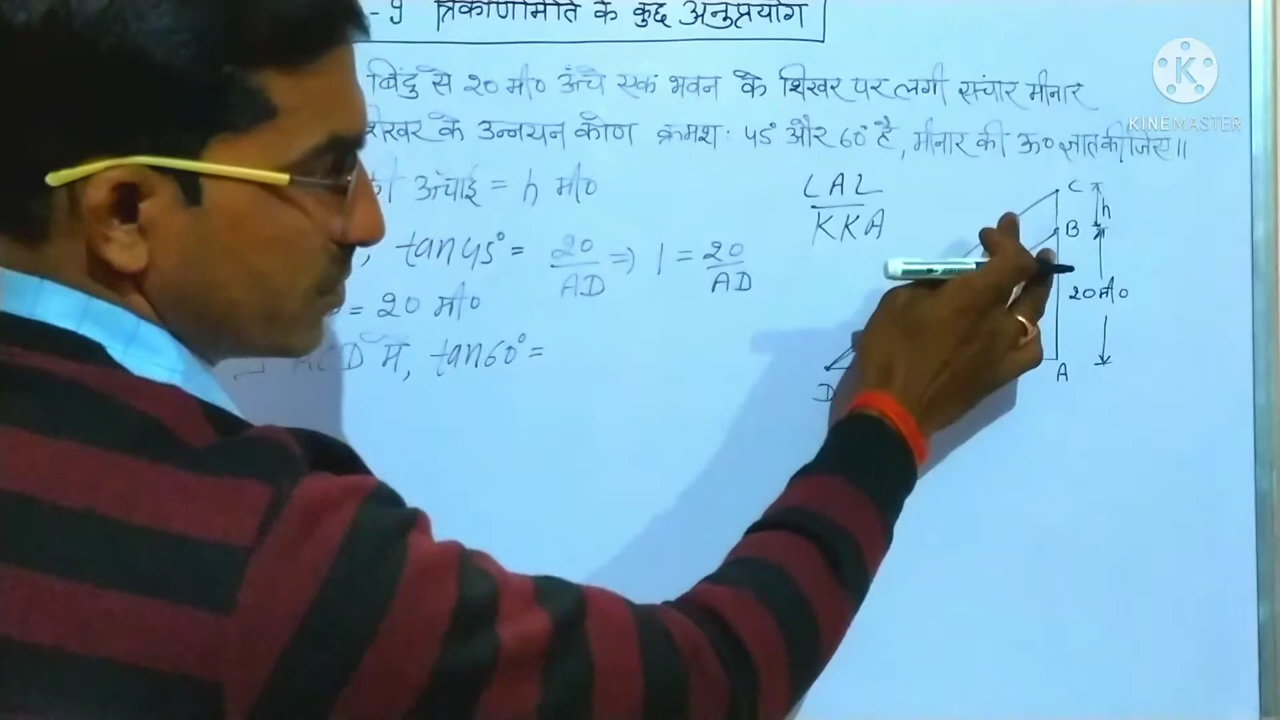 -9 त्रिकोणमिति के कुछ अनुप्रयोग
बिंदु से 20 मी० ऊँचे एक भवन के शिखर पर लगी संचार मीनार
शिखर के उन्नयन कोण क्रमशः 45° और 60° है, मीनार की ऊ० ज्ञात कीजिए॥
ऊंचाई = h मी०
tan45° = 20/AD ⇒ 1 = 20/AD
= 20 मी०
में, tan60° =
LAL
KKA
C
h
B
20मी०
A
D
KINEMASTER